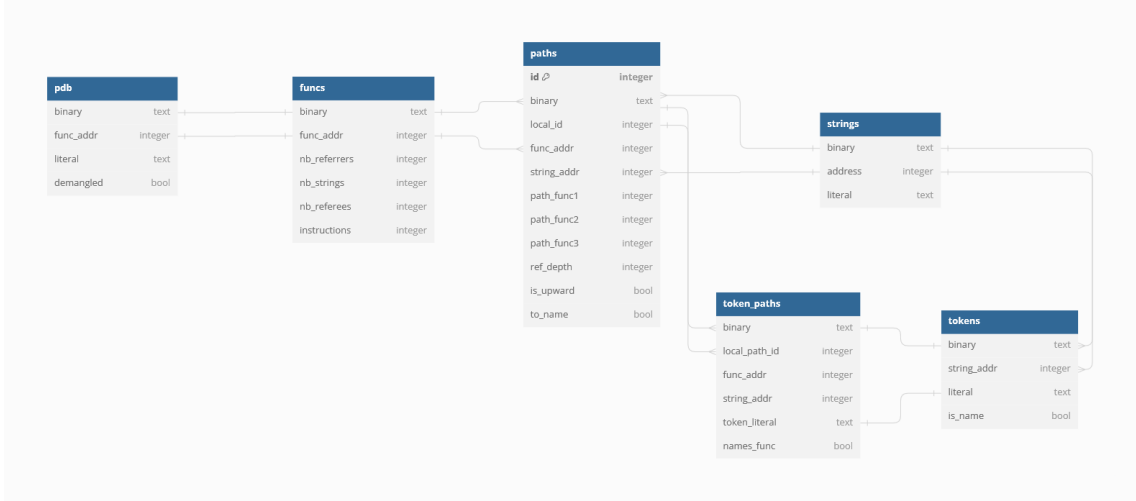 pdb
binary text
func_addr integer
literal text
demangled bool
funcs
binary text
func_addr integer
nb_referrers integer
nb_strings integer
nb_referees integer
instructions integer
paths
id integer
binary text
local_id integer
func_addr integer
string_addr integer
path_func1 integer
path_func2 integer
path_func3 integer
ref_depth integer
is_upward bool
to_name bool
strings
binary text
address integer
literal text
token_paths
binary text
local_path_id integer
func_addr integer
string_addr integer
token_literal text
names_func bool
tokens
binary text
string_addr integer
literal text
is_name bool